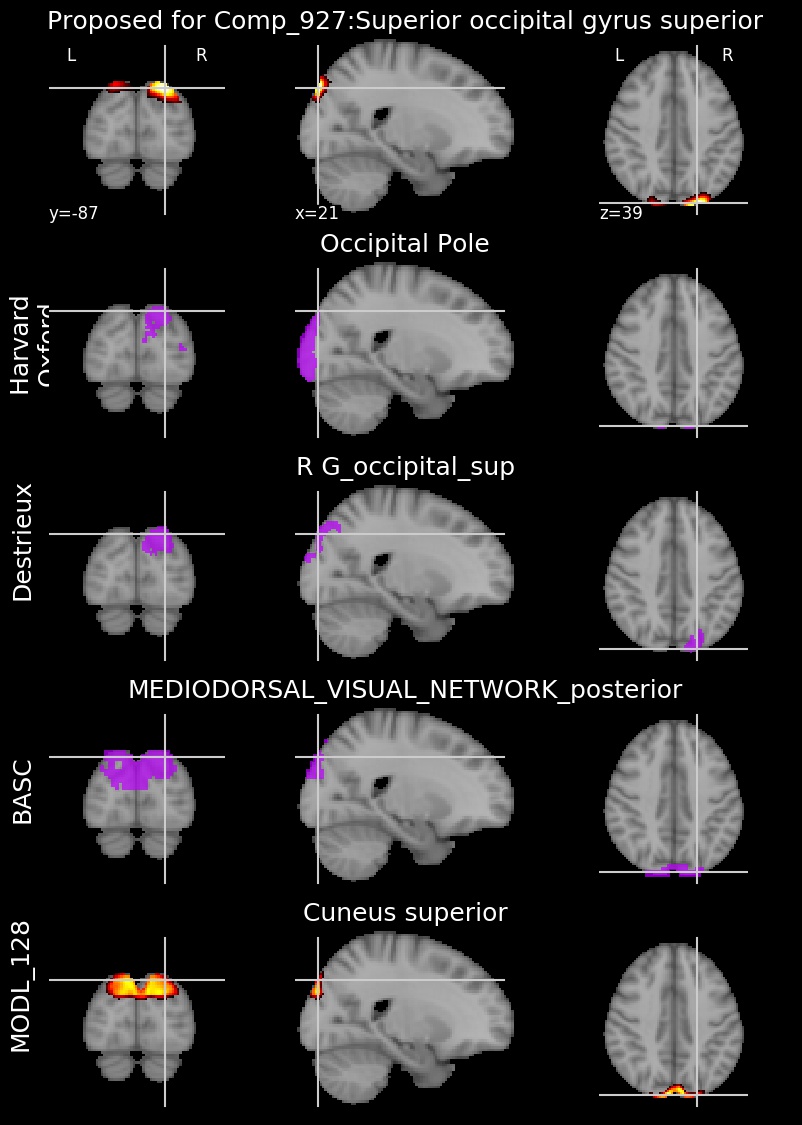 Proposed for Comp_927:Superior occipital gyrus superior
L R L R
y=-87 x=21 z=39
Occipital Pole
Harvard
Oxford
R G_occipital_sup
Destrieux
MEDIODORSAL_VISUAL_NETWORK_posterior
BASC
Cuneus superior
MODL_128